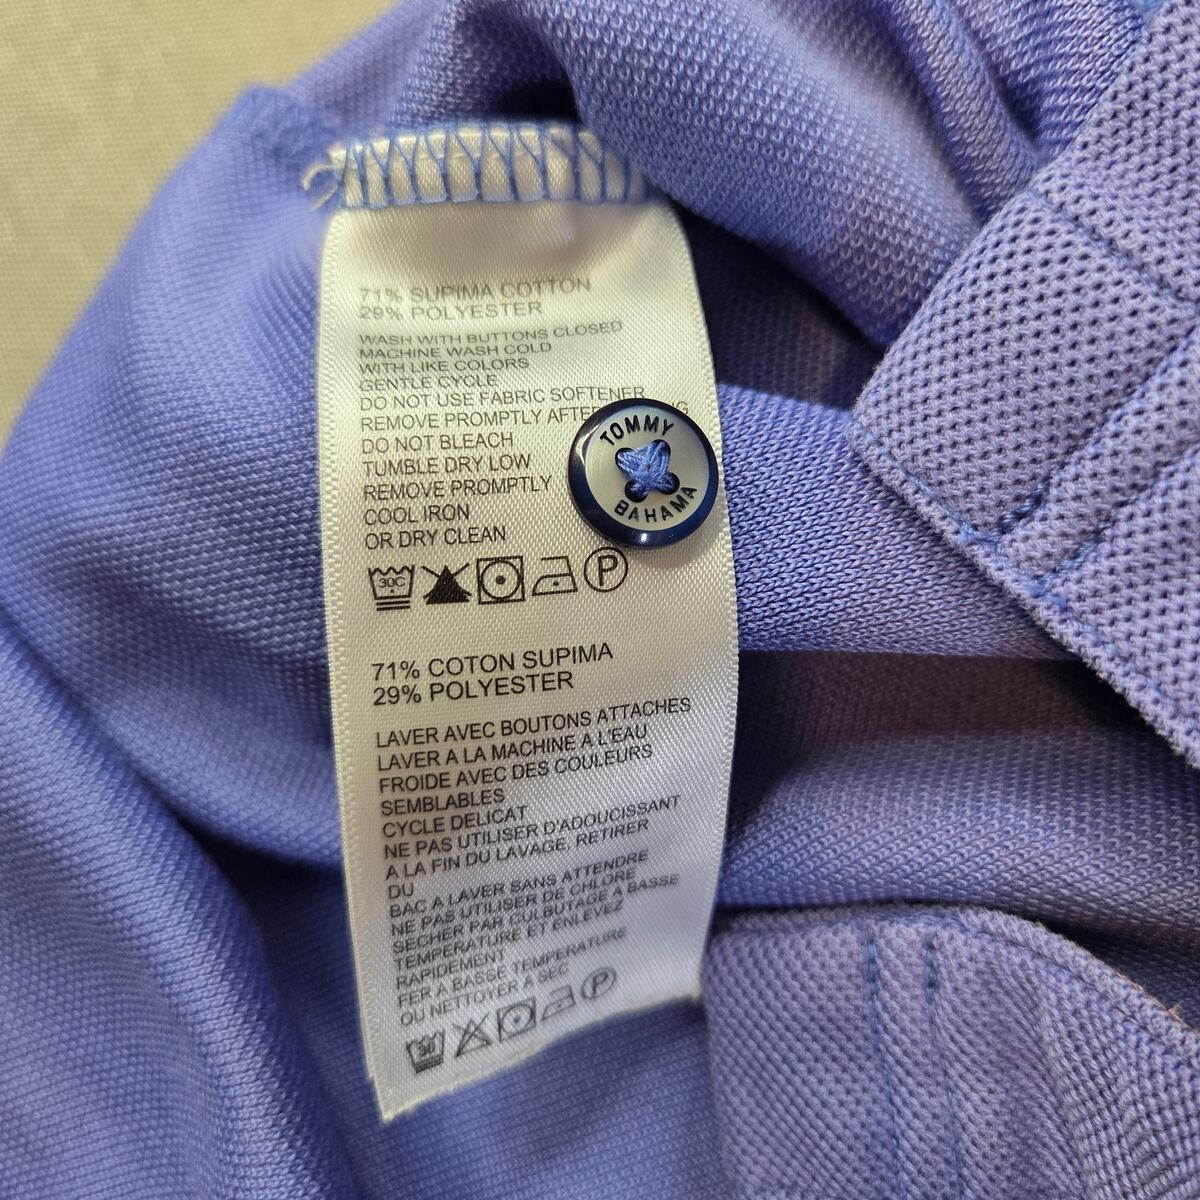 71% SUPIMA COTTON
29% POLYESTER
WASH WITH BUTTONS CLOSED
MACHINE WASH COLD
WITH LIKE COLORS
GENTLE CYCLE
DO NOT USE FABRIC SOFTENER
REMOVE PROMPTLY
DO NOT BLEACH
TUMBLE DRY LOW
REMOVE PROMPTLY
COOL IRON
OR DRY CLEAN
TOMMY
BAHAMA
30C
P
71% COTON SUPIMA
29% POLYESTER
LAVER AVEC BOUTONS ATTACHES
LAVER A LA MACHINE A L'EAU
FROIDE AVEC DES COULEURS
SEMBLABLES
CYCLE DELICAT
NE PAS UTILISER D'ADOUCISSANT
A LA FIN DU LAVAGE, RETIRER
DU
BAC A LAVER SANS ATTENDRE
NE PAS UTILISER DE CHLORE
SECHER PAR CULBUTAGE A BASSE
TEMPERATURE ET ENLEVEZ
RAPIDEMENT
FER A BASSE TEMPERATURE
OU NETTOYER A SEC
P